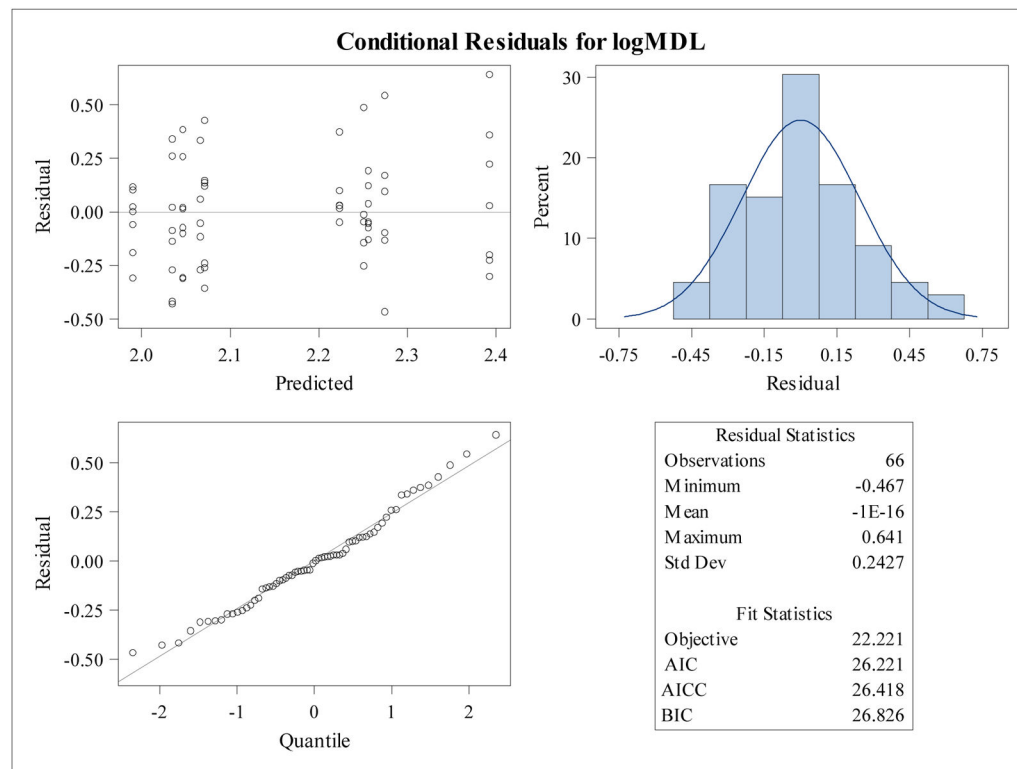 Conditional Residuals for logMDL
Residual
0.50
0.25
0.00
-0.25
-0.50
2.0 2.1 2.2 2.3 2.4
Predicted
Percent
30
20
10
0
-0.75 -0.45 -0.15 0.15 0.45 0.75
Residual
Residual
0.50
0.25
0.00
-0.25
-0.50
-2 -1 0 1 2
Quantile
Residual Statistics
Observations 66
Minimum -0.467
Mean -1E-16
Maximum 0.641
Std Dev 0.2427
Fit Statistics
Objective 22.221
AIC 26.221
AICC 26.418
BIC 26.826